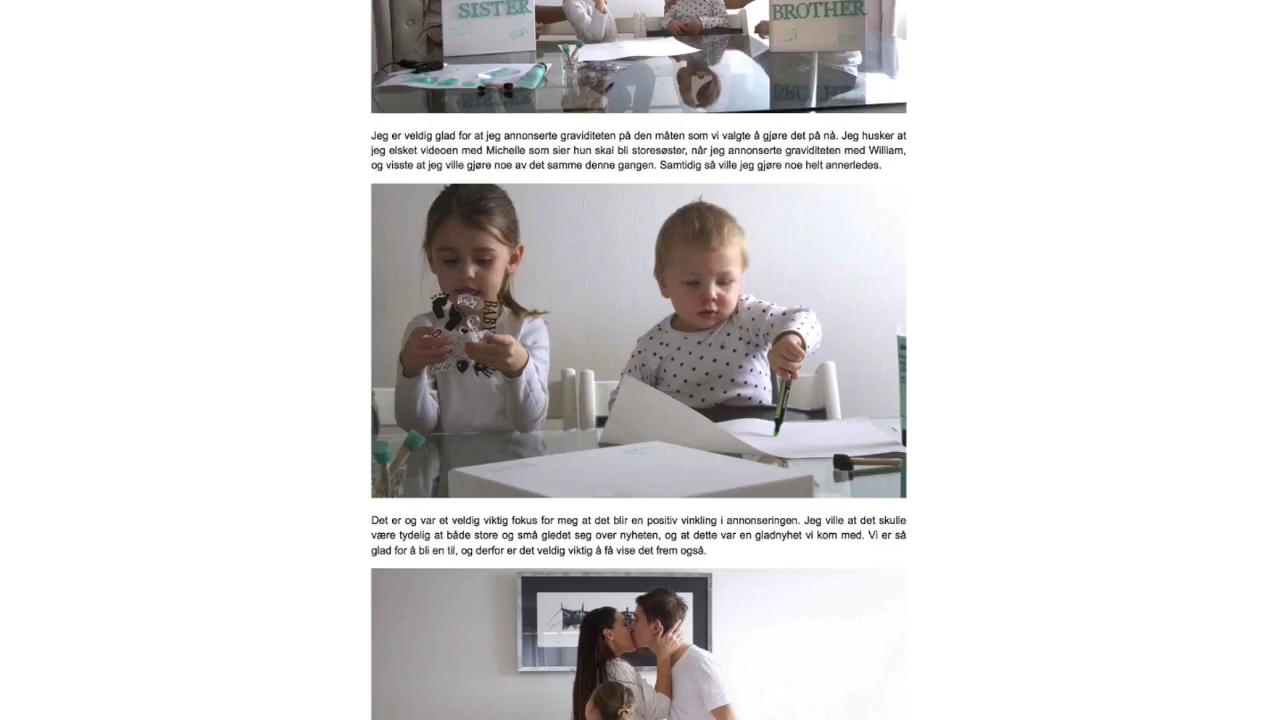 SISTER
BROTHER
Jeg er veldig glad for at jeg annonserte graviditeten på den måten som vi valgte å gjøre det på nå. Jeg husker at
jeg elsket videoen med Michelle som sier hun skal bli storesøster, når jeg annonserte graviditeten med William,
og visste at jeg ville gjøre noe av det samme denne gangen. Samtidig så ville jeg gjøre noe helt annerledes.
BABY
Det er og var et veldig viktig fokus for meg at det blir en positiv vinkling i annonseringen. Jeg ville at det skulle
være tydelig at både store og små gledet seg over nyheten, og at dette var en gladnyhet vi kom med. Vi er så
glad for å bli en til, og derfor er det veldig viktig å få vise det frem også.